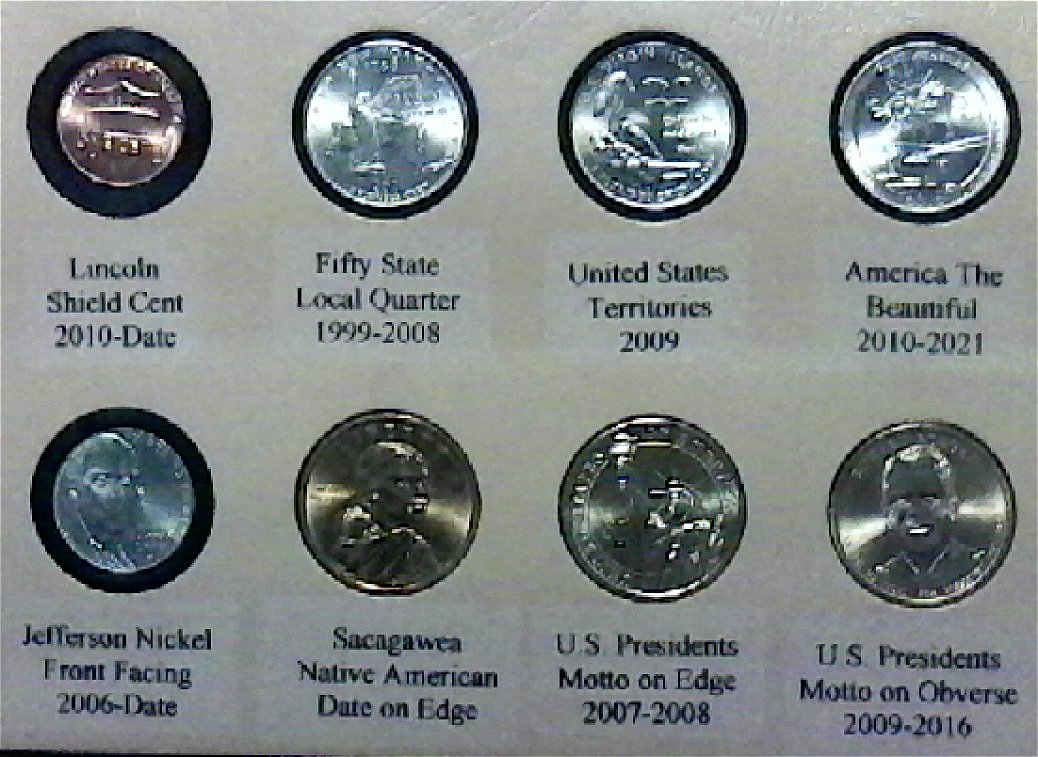 Lincoln
Shield Cent
2010-Date
Fifty State
Local Quarter
1999-2008
United States
Territories
2009
America The
Beautiful
2010-2021
Jefferson Nickel
Front Facing
2006-Date
Sacagawea
Native American
Date on Edge
U.S. Presidents
Motto on Edge
2007-2008
U.S. Presidents
Motto on Obverse
2009-2016